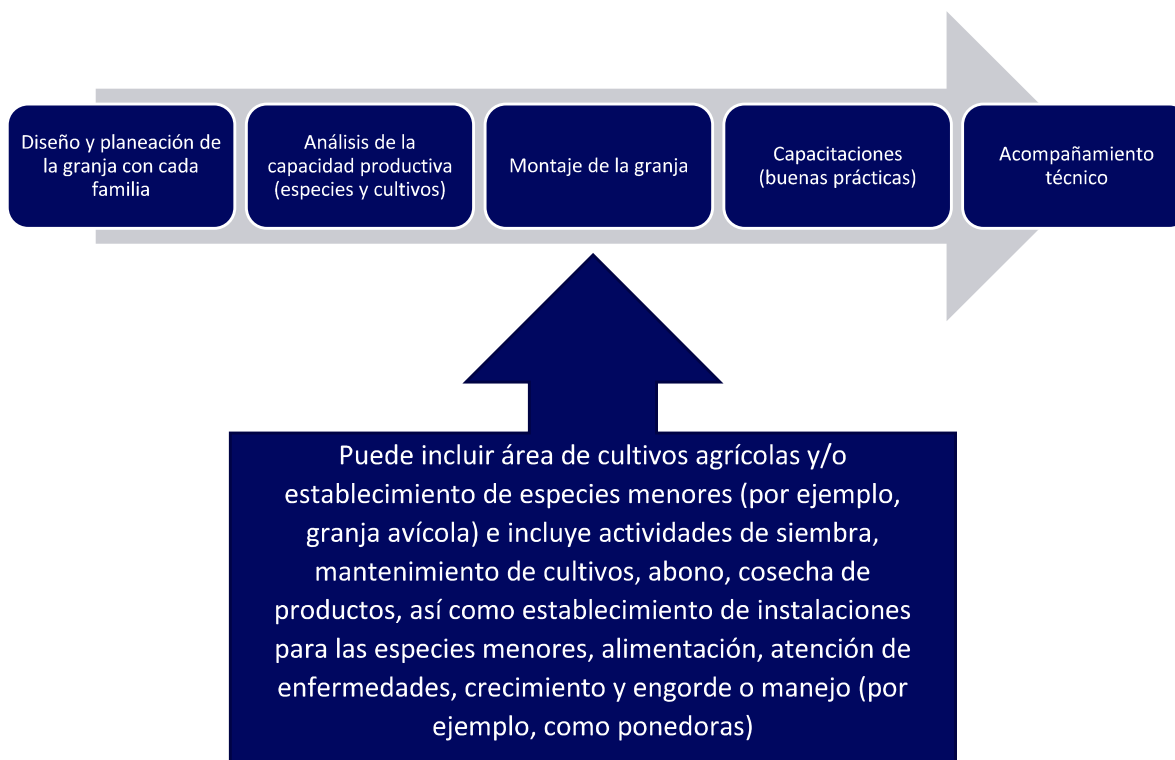 Diseño y planeación de
la granja con cada
familia
Análisis de la
capacidad productiva
(especies y cultivos)
Montaje de la granja
Capacitaciones
(buenas prácticas)
Acompañamiento
técnico
Puede incluir área de cultivos agrícolas y/o
establecimiento de especies menores (por ejemplo,
granja avícola) e incluye actividades de siembra,
mantenimiento de cultivos, abono, cosecha de
productos, así como establecimiento de instalaciones
para las especies menores, alimentación, atención de
enfermedades, crecimiento y engorde o manejo (por
ejemplo, como ponedoras)